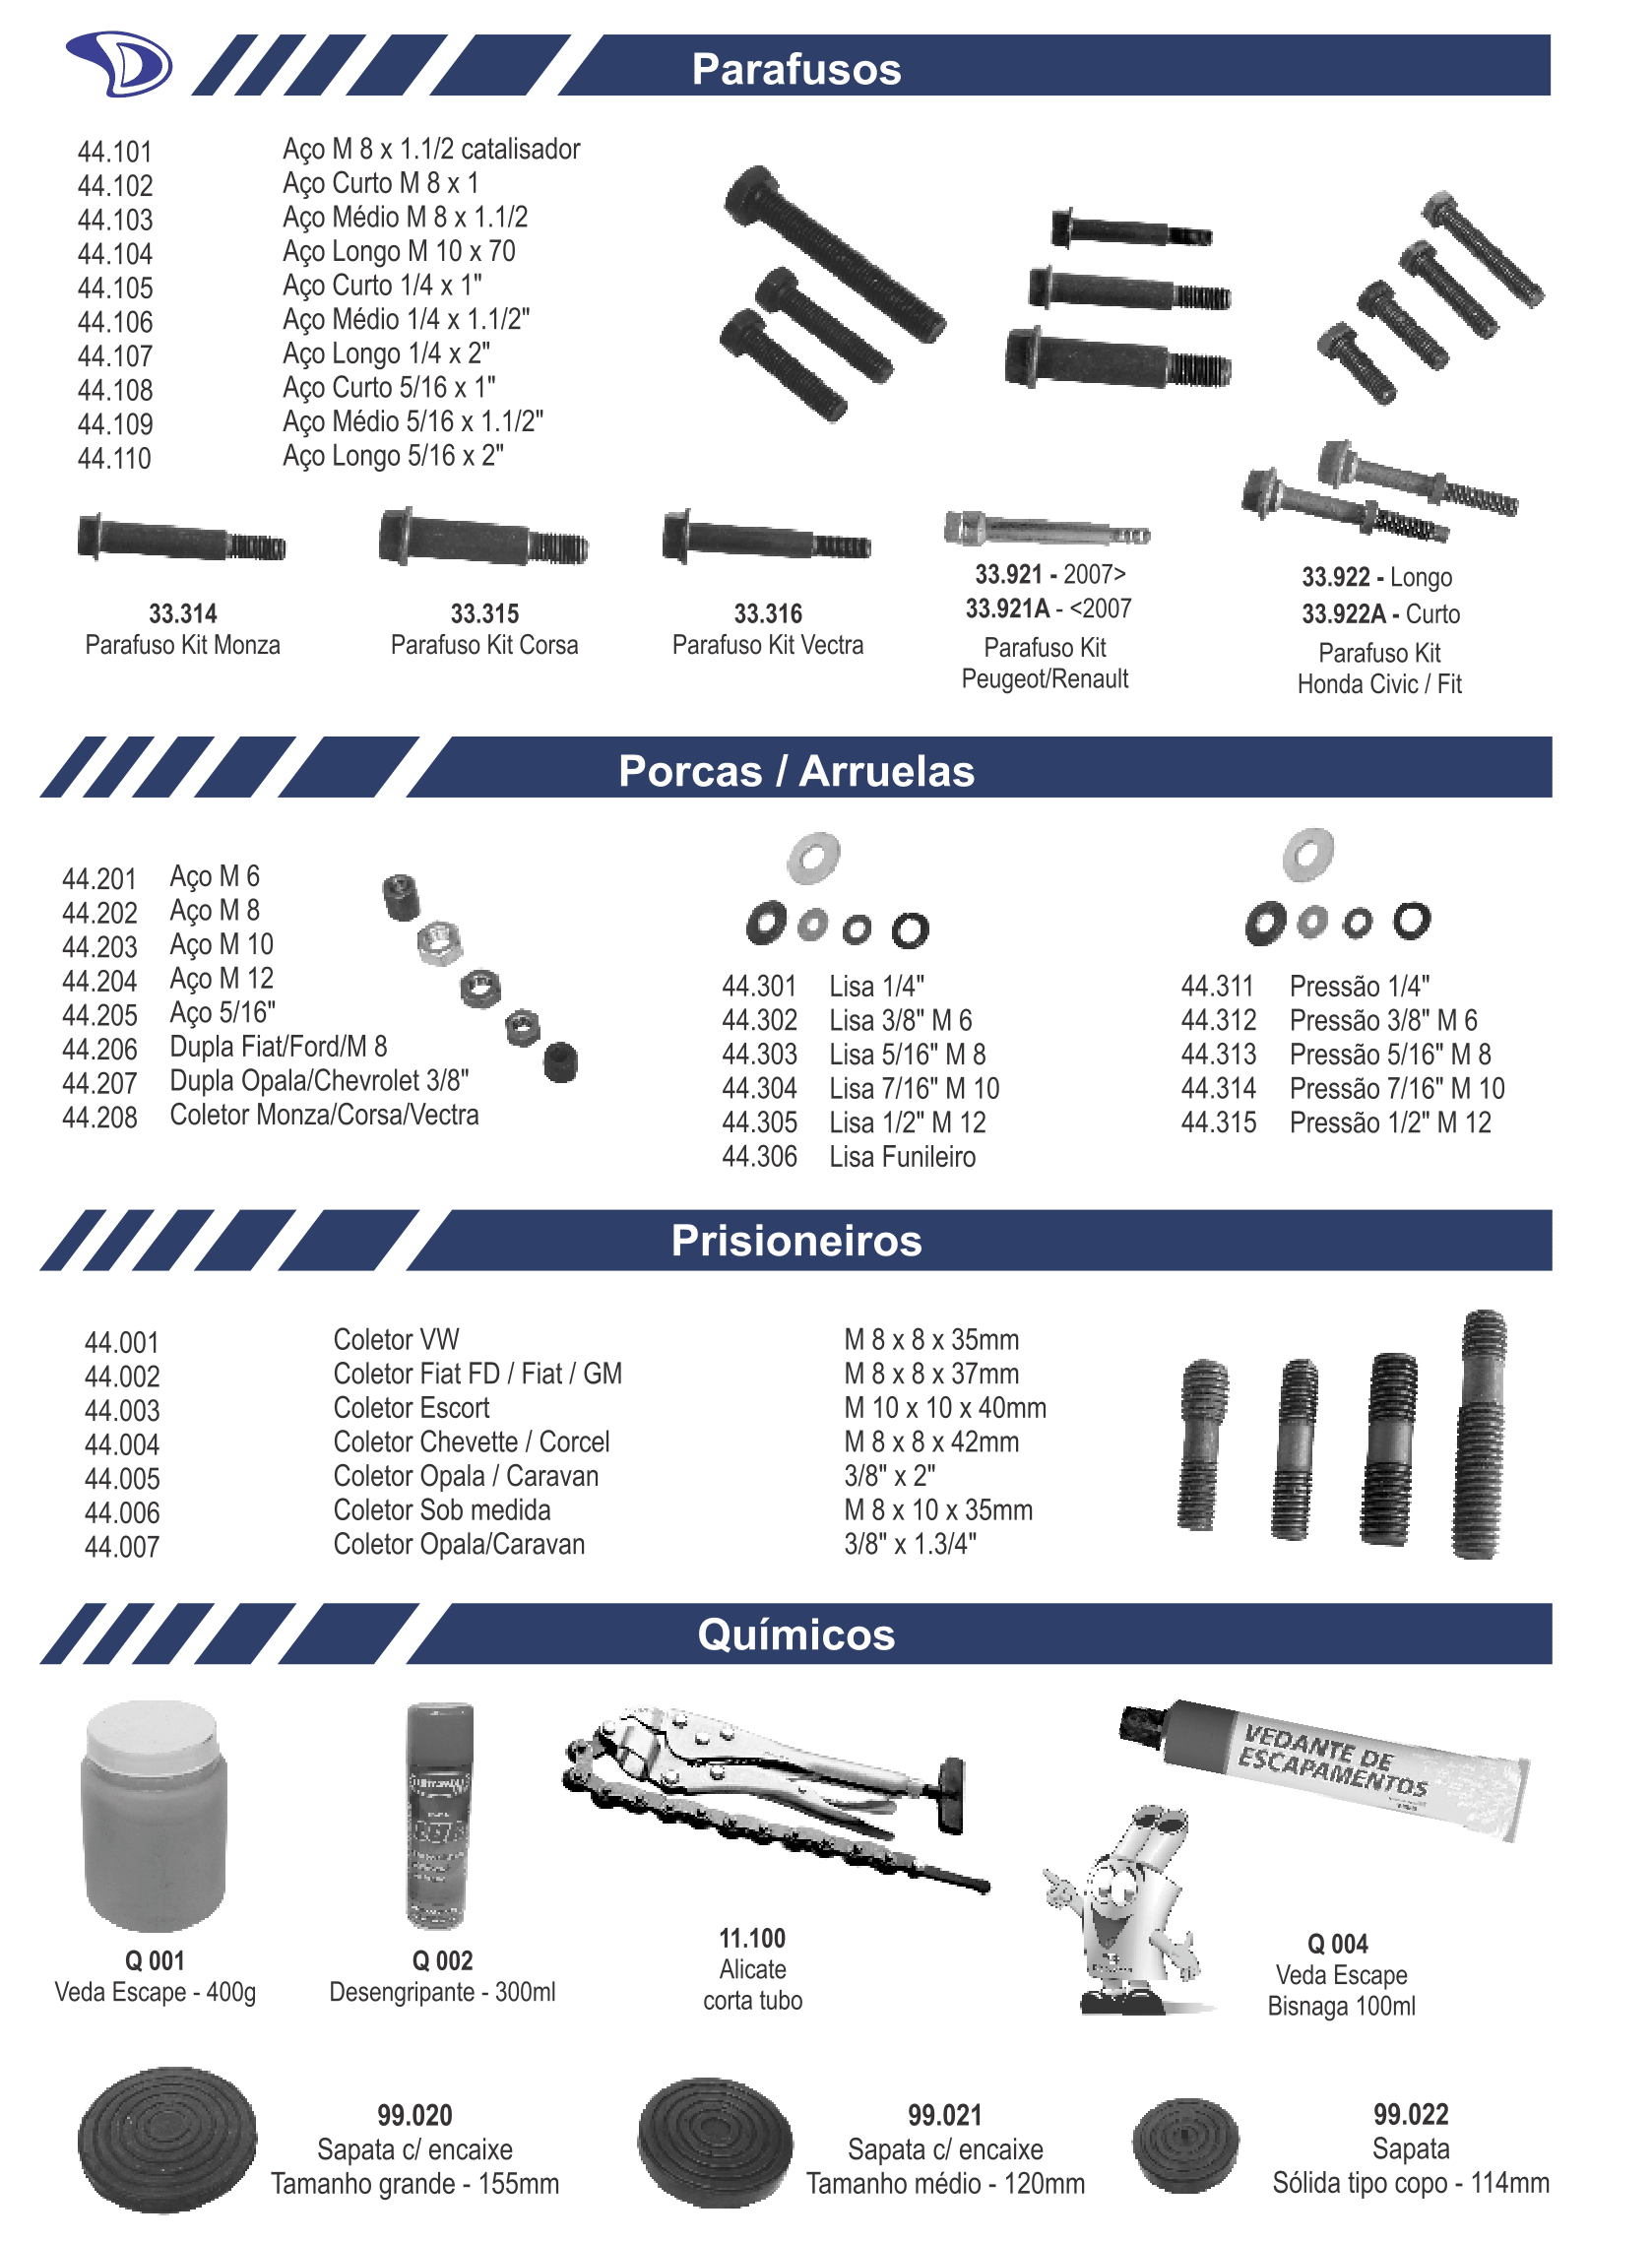 Parafusos
44.101 Aço M 8 x 1.1/2 catalisador
44.102 Aço Curto M 8 x 1
44.103 Aço Médio M 8 x 1.1/2
44.104 Aço Longo M 10 x 70
44.105 Aço Curto 1/4 x 1"
44.106 Aço Médio 1/4 x 1.1/2"
44.107 Aço Longo 1/4 x 2"
44.108 Aço Curto 5/16 x 1"
44.109 Aço Médio 5/16 x 1.1/2"
44.110 Aço Longo 5/16 x 2"
33.314
Parafuso Kit Monza
33.315
Parafuso Kit Corsa
33.316
Parafuso Kit Vectra
33.921 - 2007>
33.921A - <2007
Parafuso Kit
Peugeot/Renault
33.922 - Longo
33.922A - Curto
Parafuso Kit
Honda Civic / Fit
Porcas / Arruelas
44.201 Aço M 6
44.202 Aço M 8
44.203 Aço M 10
44.204 Aço M 12
44.205 Aço 5/16"
44.206 Dupla Fiat/Ford/M 8
44.207 Dupla Opala/Chevrolet 3/8"
44.208 Coletor Monza/Corsa/Vectra
44.301 Lisa 1/4"
44.302 Lisa 3/8" M 6
44.303 Lisa 5/16" M 8
44.304 Lisa 7/16" M 10
44.305 Lisa 1/2" M 12
44.306 Lisa Funileiro
44.311 Pressão 1/4"
44.312 Pressão 3/8" M 6
44.313 Pressão 5/16" M 8
44.314 Pressão 7/16" M 10
44.315 Pressão 1/2" M 12
Prisioneiros
44.001 Coletor VW M 8 x 8 x 35mm
44.002 Coletor Fiat FD / Fiat / GM M 8 x 8 x 37mm
44.003 Coletor Escort M 10 x 10 x 40mm
44.004 Coletor Chevette / Corcel M 8 x 8 x 42mm
44.005 Coletor Opala / Caravan 3/8" x 2"
44.006 Coletor Sob medida M 8 x 10 x 35mm
44.007 Coletor Opala/Caravan 3/8" x 1.3/4"
Químicos
VEDANTE DE
ESCAPAMENTOS
Q 001
Veda Escape - 400g
Q 002
Desengripante - 300ml
11.100
Alicate
corta tubo
Q 004
Veda Escape
Bisnaga 100ml
99.020
Sapata c/ encaixe
Tamanho grande - 155mm
99.021
Sapata c/ encaixe
Tamanho médio - 120mm
99.022
Sapata
Sólida tipo copo - 114mm